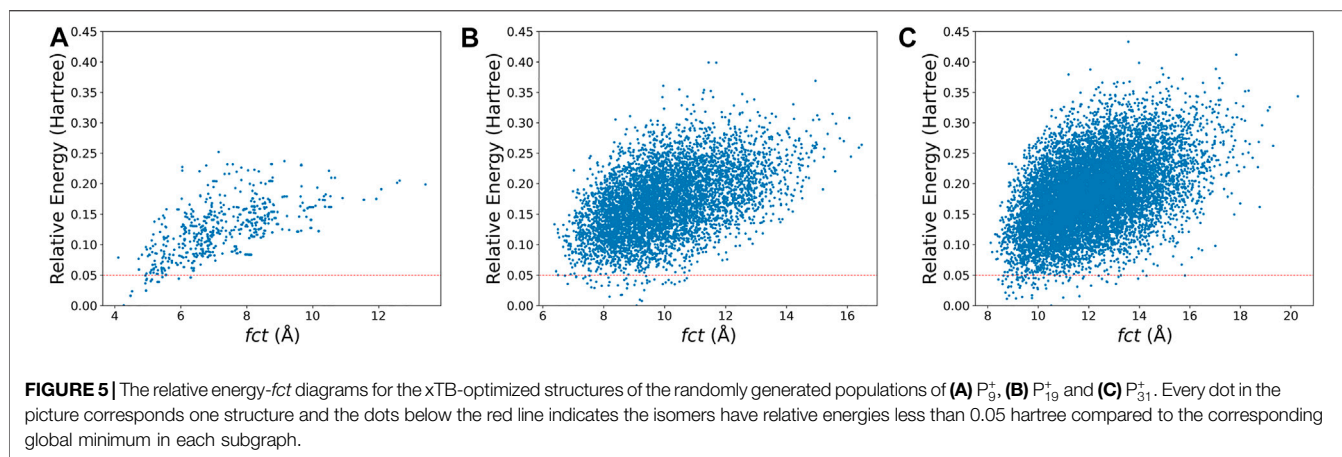 A
Relative Energy (Hartree)
0.45
0.40
0.35
0.30
0.25
0.20
0.15
0.10
0.05
0.00
4 6 8 10 12
fct (Å)
B
Relative Energy (Hartree)
0.45
0.40
0.35
0.30
0.25
0.20
0.15
0.10
0.05
0.00
6 8 10 12 14 16
fct (Å)
C
Relative Energy (Hartree)
0.45
0.40
0.35
0.30
0.25
0.20
0.15
0.10
0.05
0.00
8 10 12 14 16 18 20
fct (Å)
FIGURE 5 | The relative energy-fct diagrams for the xTB-optimized structures of the randomly generated populations of (A) P₉⁺, (B) P₁₉⁺ and (C) P₃₁⁺. Every dot in the
picture corresponds one structure and the dots below the red line indicates the isomers have relative energies less than 0.05 hartree compared to the corresponding
global minimum in each subgraph.